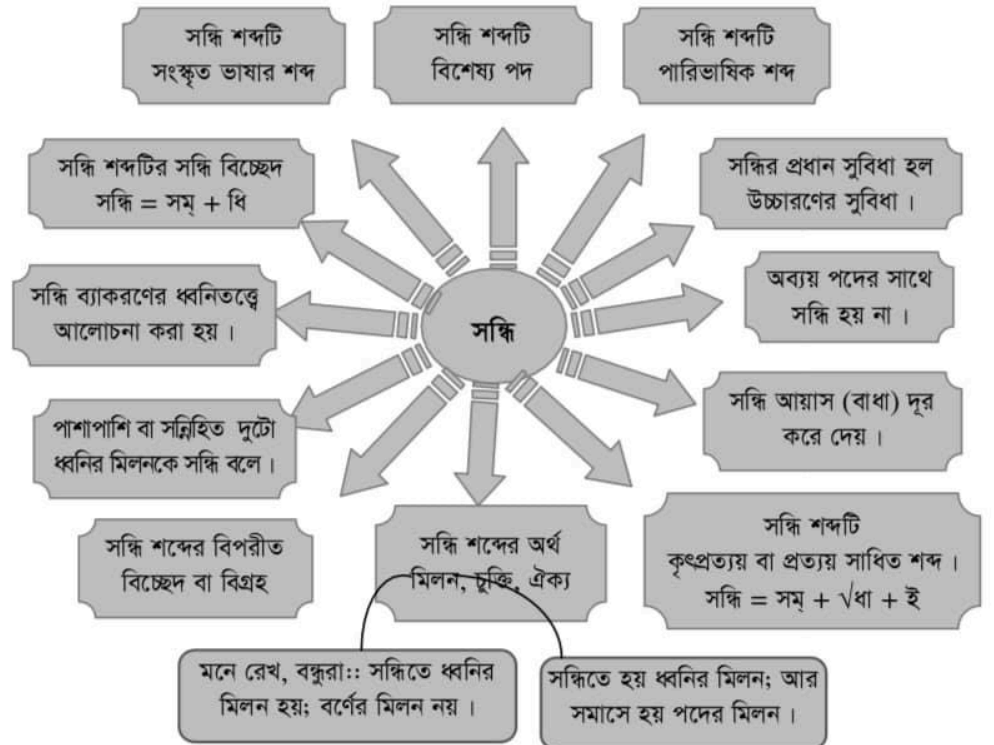 সন্ধি শব্দটি
সংস্কৃত ভাষার শব্দ
সন্ধি শব্দটি
বিশেষ্য পদ
সন্ধি শব্দটি
পারিভাষিক শব্দ
সন্ধি শব্দটির সন্ধি বিচ্ছেদ
সন্ধি = সম্ + ধি
সন্ধির প্রধান সুবিধা হল
উচ্চারণের সুবিধা ।
সন্ধি ব্যাকরণের ধ্বনিতত্ত্বে
আলোচনা করা হয় ।
সন্ধি
অব্যয় পদের সাথে
সন্ধি হয় না ।
পাশাপাশি বা সন্নিহিত দুটো
ধ্বনির মিলনকে সন্ধি বলে ।
সন্ধি আয়াস (বাধা) দূর
করে দেয় ।
সন্ধি শব্দের বিপরীত
বিচ্ছেদ বা বিগ্রহ
সন্ধি শব্দের অর্থ
মিলন, চুক্তি, ঐক্য
সন্ধি শব্দটি
কৃৎপ্রত্যয় বা প্রত্যয় সাধিত শব্দ ।
সন্ধি = সম্ + √ধা + ই
মনে রেখ, বন্ধুরা:: সন্ধিতে ধ্বনির
মিলন হয়; বর্ণের মিলন নয় ।
সন্ধিতে হয় ধ্বনির মিলন; আর
সমাসে হয় পদের মিলন ।